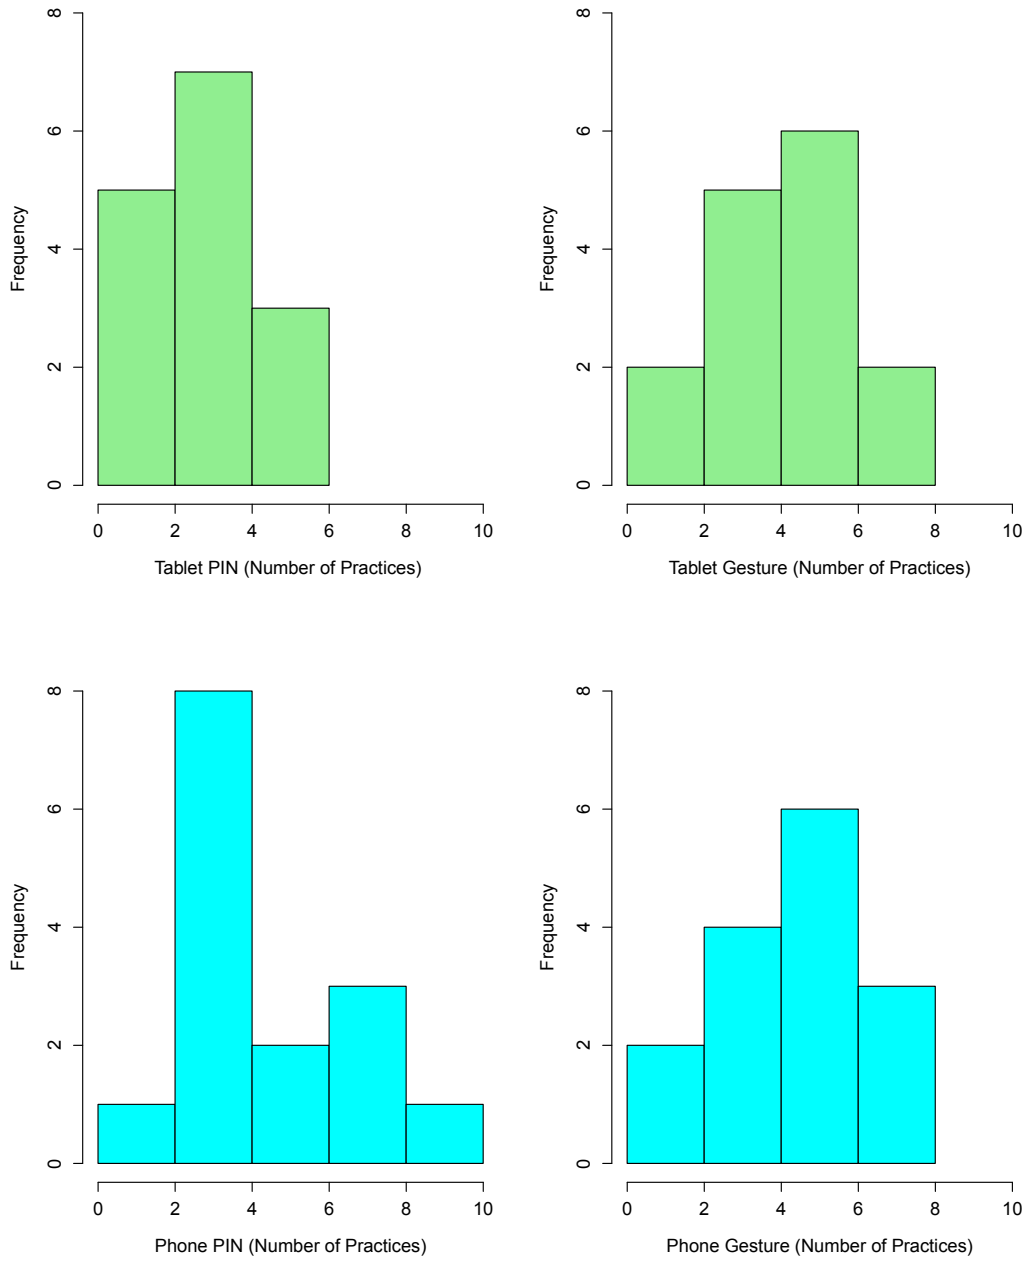 8
6
4
2
0
Frequency
0 2 4 6 8 10
Tablet PIN (Number of Practices)
8
6
4
2
0
Frequency
0 2 4 6 8 10
Tablet Gesture (Number of Practices)
8
6
4
2
0
Frequency
0 2 4 6 8 10
Phone PIN (Number of Practices)
8
6
4
2
0
Frequency
0 2 4 6 8 10
Phone Gesture (Number of Practices)